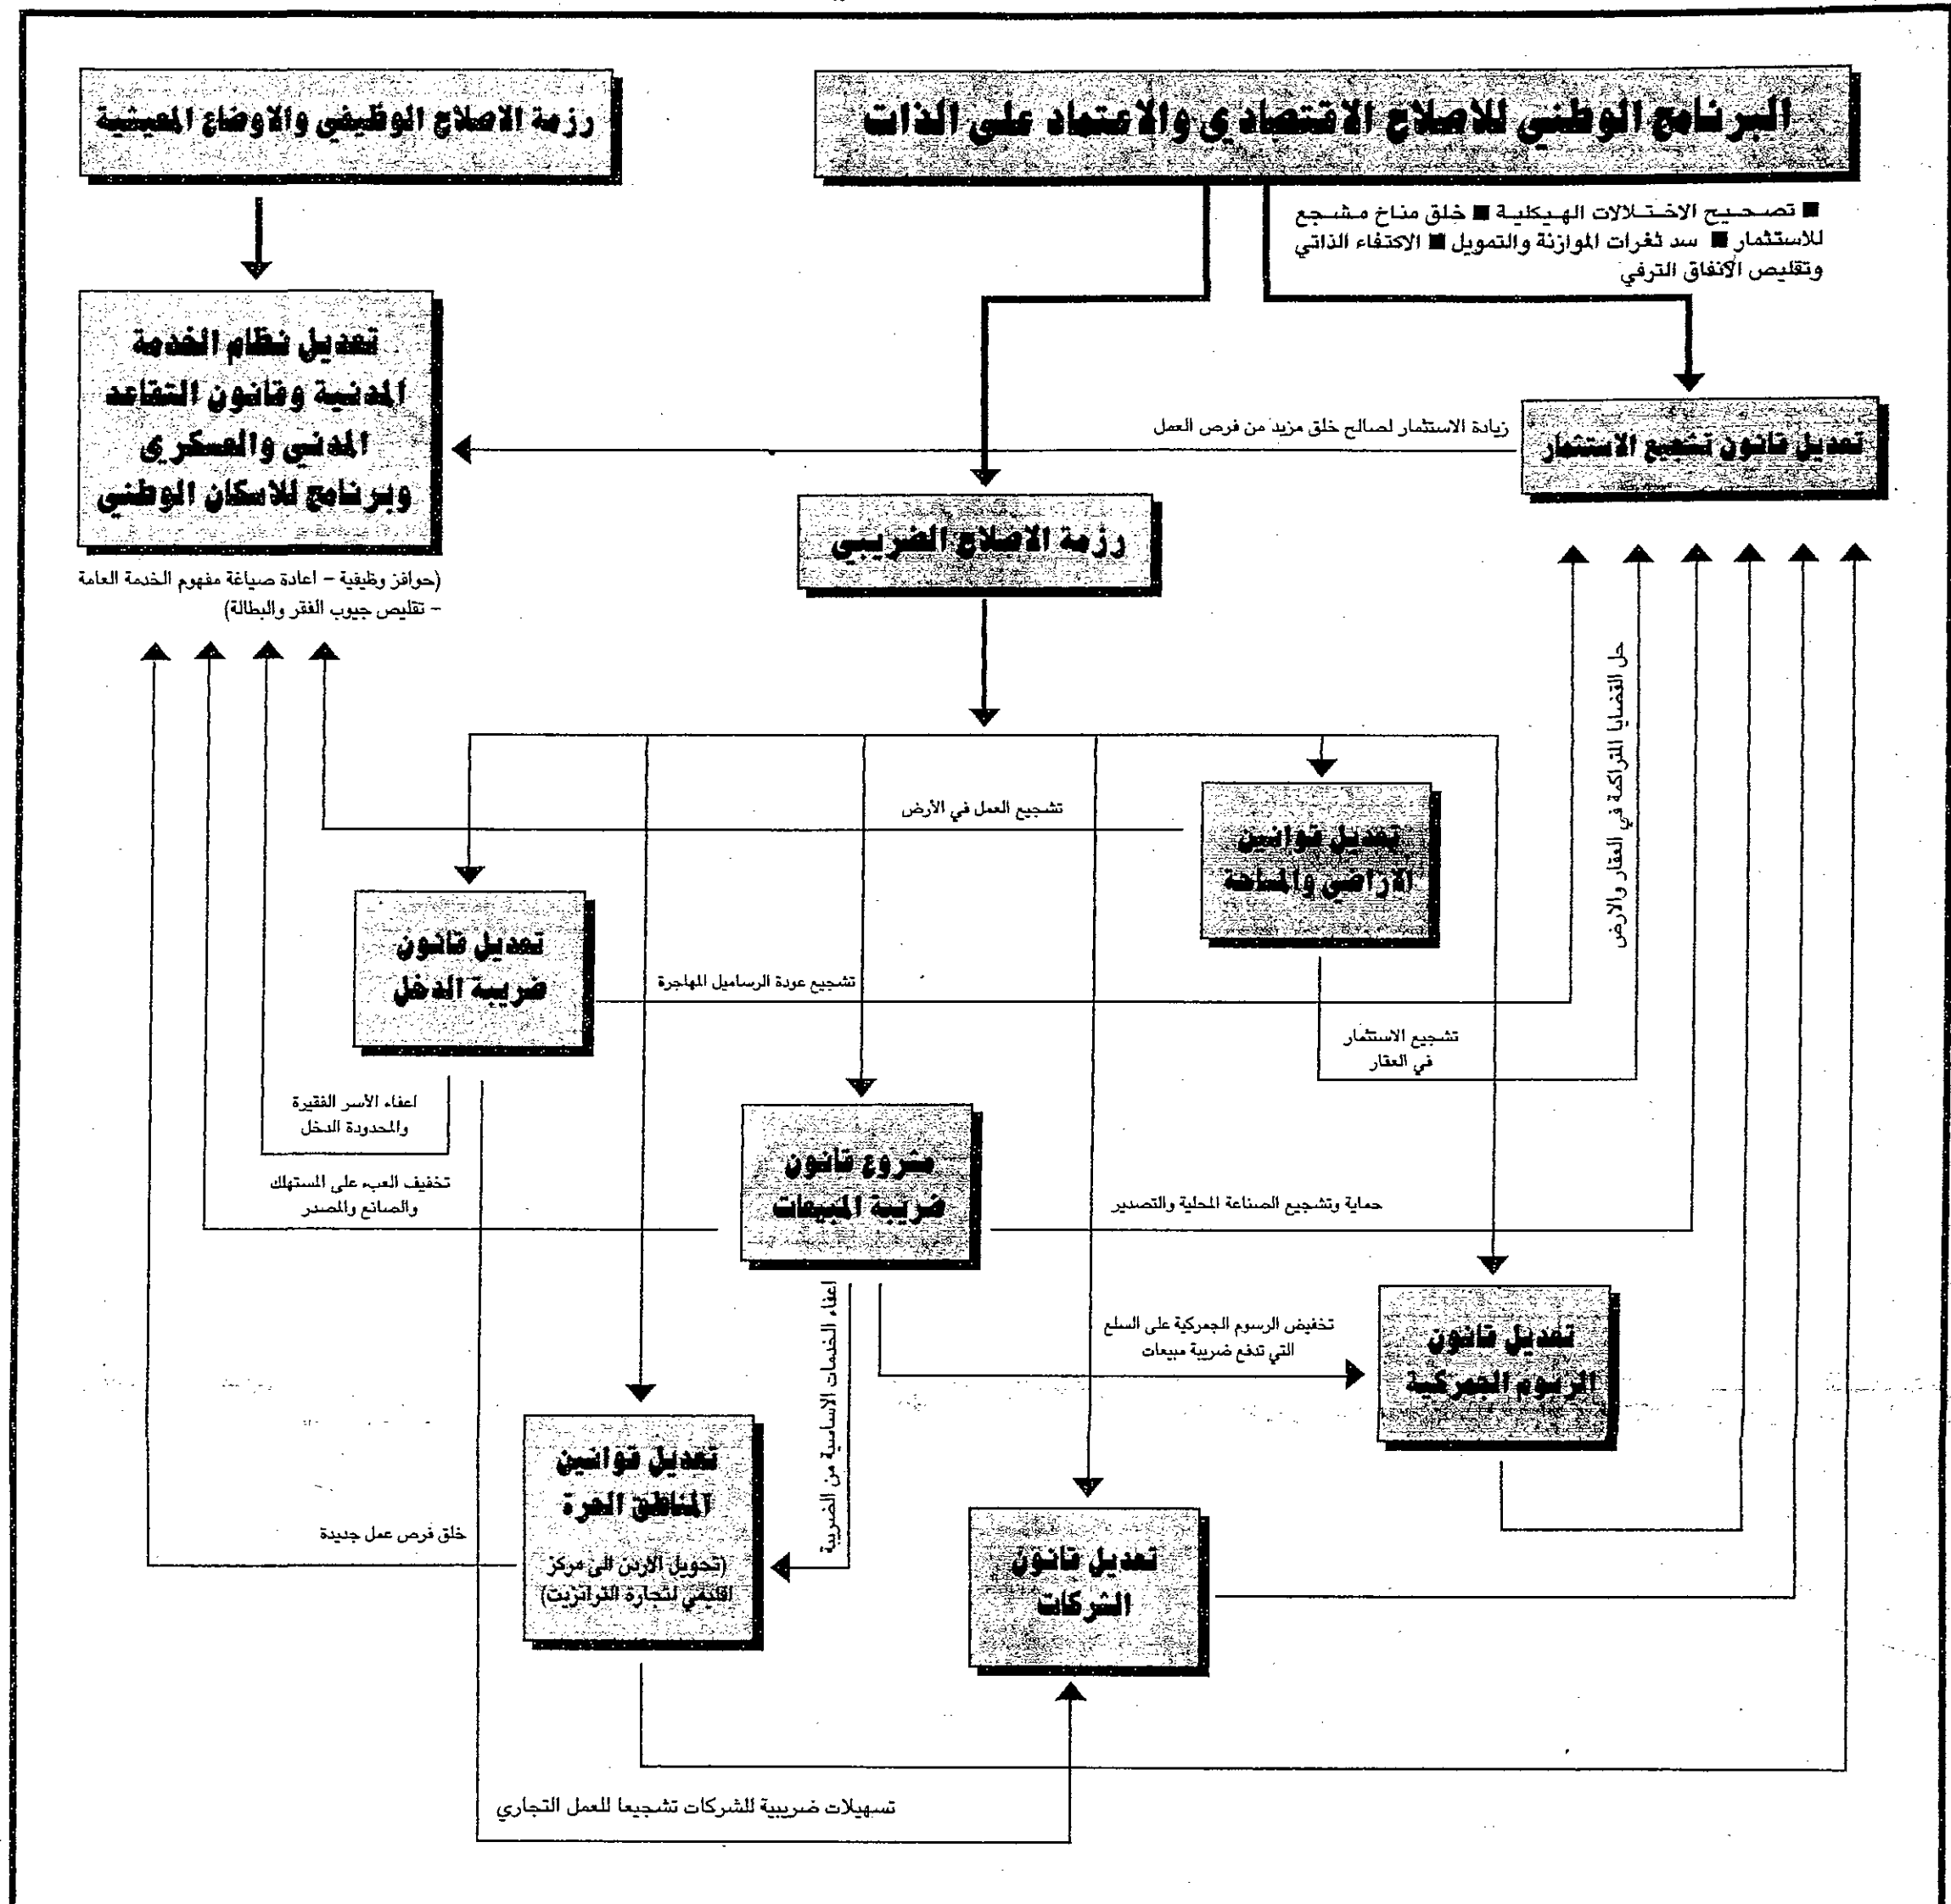 البرنامج الوطني للاصلاح الاقتصادي والاعتماد على الذات
■ تصحيح الاختلالات الهيكلية ■ خلق مناخ مشجع
للاستثمار ■ سد ثغرات الموازنة والتمويل ■ الاكتفاء الذاتي
وتقليص الانفاق الترفي
رزمة الاصلاح الوظيفي والاوضاع المعيشية
تعديل نظام الخدمة
المدنية وقانون التقاعد
المدني والعسكري
وبرنامج للاسكان الوطني
(حوافز وظيفية – اعادة صياغة مفهوم الخدمة العامة
– تقليص جيوب الفقر والبطالة)
تعديل قانون تشجيع الاستثمار
زيادة الاستثمار لصالح خلق مزيد من فرص العمل
رزمة الاصلاح الضريبي
حل القضايا المتراكمة في العقار والارض
تعديل قوانين
الاراضي والمساحة
تشجيع العمل في الأرض
تعديل قانون
ضريبة الدخل
تشجيع عودة الرساميل المهاجرة
تشجيع الاستثمار
في العقار
اعفاء الأسر الفقيرة
والمحدودة الدخل
مشروع قانون
ضريبة المبيعات
تخفيف العبء على المستهلك
والصانع والمصدر
حماية وتشجيع الصناعة المحلية والتصدير
تعديل قانون
الرسوم الجمركية
تخفيض الرسوم الجمركية على السلع
التي تدفع ضريبة مبيعات
اعفاء الخدمات الاساسية من الضريبة
تعديل قوانين
المناطق الحرة
(تحويل الاردن الى مركز
اقليمي لتجارة الترانزيت)
خلق فرص عمل جديدة
تعديل قانون
الشركات
تسهيلات ضريبية للشركات تشجيعا للعمل التجاري